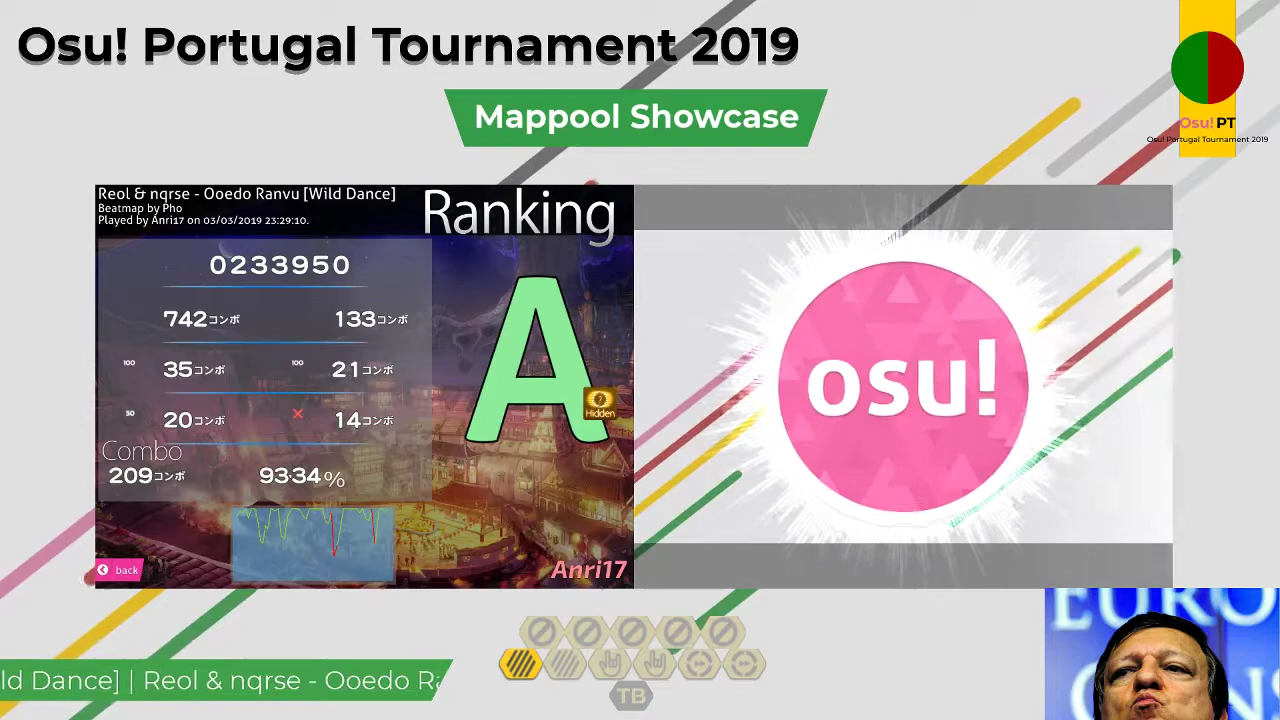 Osu! Portugal Tournament 2019
Mappool Showcase
Osu! PT
Osu! Portugal Tournament 2019
Reol & nqrse - Ooedo Ranvu [Wild Dance]
Beatmap by Pho
Played by Anri17 on 03/03/2019 23:29:10.
Ranking
0233950
742コンボ 133コンボ
100 35コンボ 100 21コンボ
50 20コンボ 14コンボ
Combo
209コンボ 93.34%
A
Hidden
back
Anri17
osu!
ld Dance] | Reol & nqrse - Ooedo Ra
TB
EURO